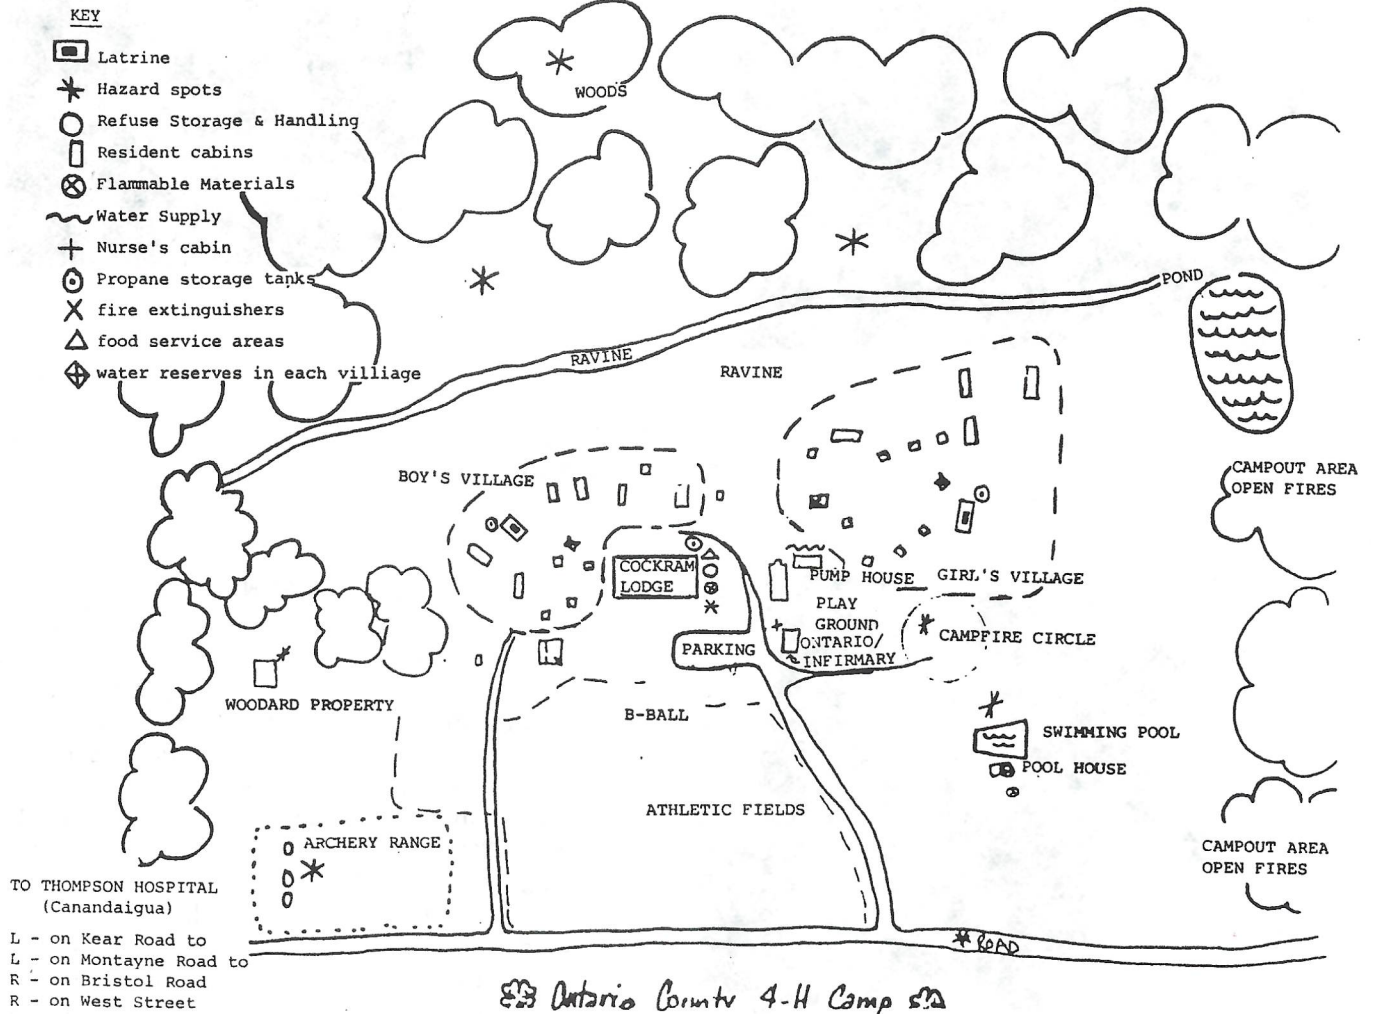 KEY
Latrine
Hazard spots
Refuse Storage & Handling
Resident cabins
Flammable Materials
Water Supply
Nurse's cabin
Propane storage tanks
fire extinguishers
food service areas
water reserves in each villiage
WOODS
POND
RAVINE
RAVINE
BOY'S VILLAGE
CAMPOUT AREA
OPEN FIRES
COCKRAM
LODGE
PUMP HOUSE
GIRL'S VILLAGE
PLAY
GROUND
ONTARIO/
INFIRMARY
CAMPFIRE CIRCLE
PARKING
WOODARD PROPERTY
B-BALL
SWIMMING POOL
POOL HOUSE
ATHLETIC FIELDS
ARCHERY RANGE
CAMPOUT AREA
OPEN FIRES
TO THOMPSON HOSPITAL
(Canandaigua)
L - on Kear Road to
L - on Montayne Road to
R - on Bristol Road
R - on West Street
ROAD
Ontario County 4-H Camp